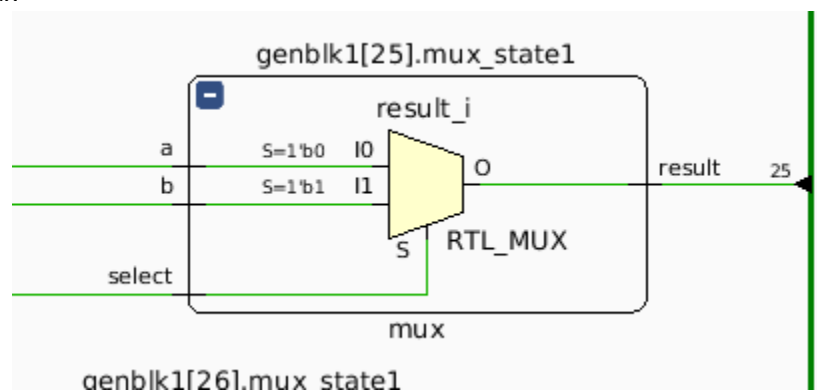 genblk1[25].mux_state1
result_i
a S=1'b0 I0
O result 25
b S=1'b1 I1
S RTL_MUX
select
mux
genblk1[26].mux_state1